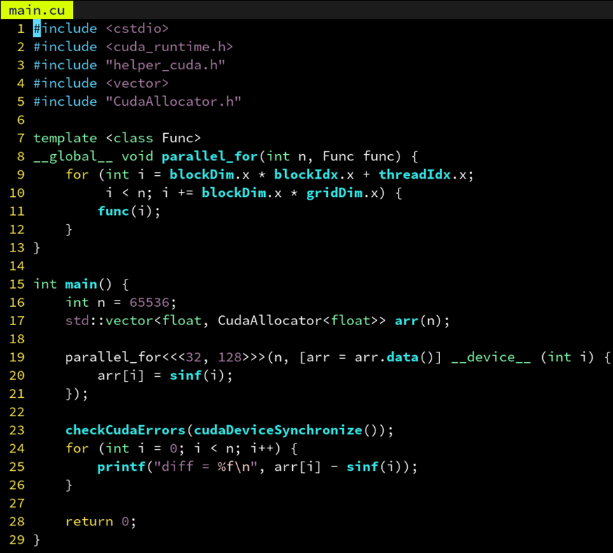 main.cu
1 #include <cstdio>
2 #include <cuda_runtime.h>
3 #include "helper_cuda.h"
4 #include <vector>
5 #include "CudaAllocator.h"
6
7 template <class Func>
8 __global__ void parallel_for(int n, Func func) {
9     for (int i = blockDim.x * blockIdx.x + threadIdx.x;
10          i < n; i += blockDim.x * gridDim.x) {
11         func(i);
12     }
13 }
14
15 int main() {
16     int n = 65536;
17     std::vector<float, CudaAllocator<float>> arr(n);
18
19     parallel_for<<<32, 128>>>(n, [arr = arr.data()] __device__ (int i) {
20         arr[i] = sinf(i);
21     });
22
23     checkCudaErrors(cudaDeviceSynchronize());
24     for (int i = 0; i < n; i++) {
25         printf("diff = %f\n", arr[i] - sinf(i));
26     }
27
28     return 0;
29 }